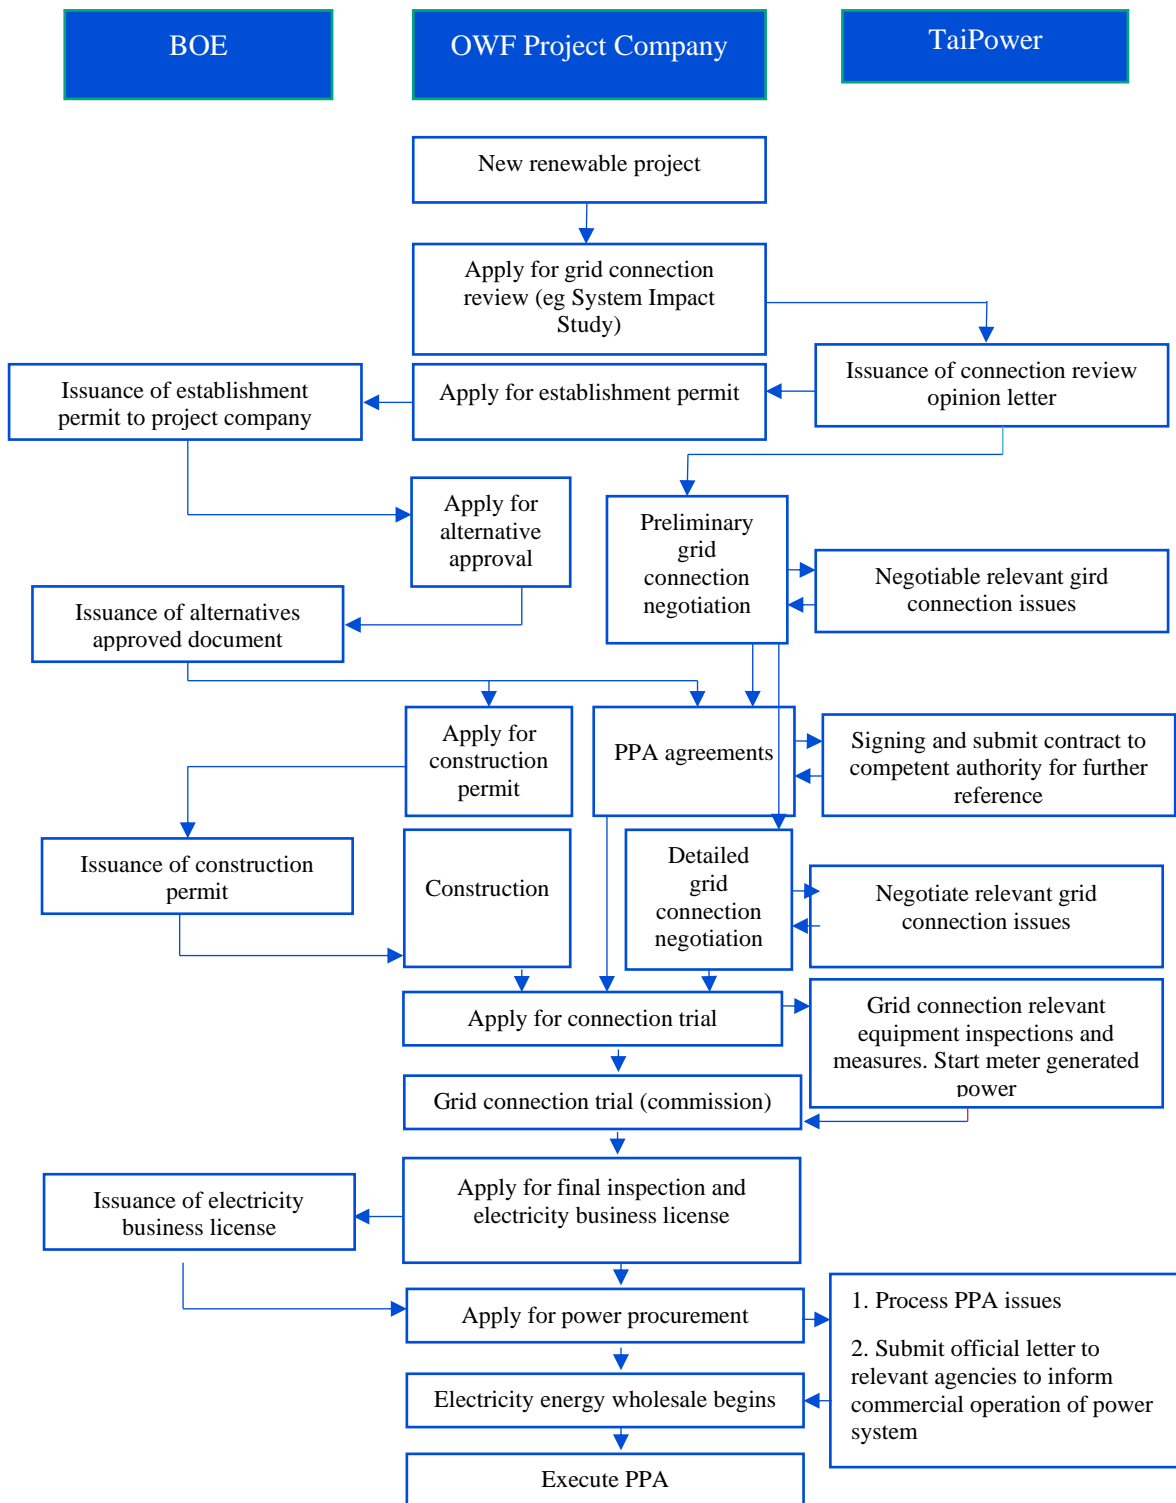 BOE
OWF Project Company
TaiPower
New renewable project
Apply for grid connection
review (eg System Impact
Study)
Issuance of establishment
permit to project company
Apply for establishment permit
Issuance of connection review
opinion letter
Apply for
alternative
approval
Preliminary
grid
connection
negotiation
Negotiable relevant gird
connection issues
Issuance of alternatives
approved document
Apply for
construction
permit
PPA agreements
Signing and submit contract to
competent authority for further
reference
Issuance of construction
permit
Construction
Detailed
grid
connection
negotiation
Negotiate relevant grid
connection issues
Apply for connection trial
Grid connection relevant
equipment inspections and
measures. Start meter generated
power
Grid connection trial (commission)
Issuance of electricity
business license
Apply for final inspection and
electricity business license
Apply for power procurement
1. Process PPA issues
2. Submit official letter to
relevant agencies to inform
commercial operation of power
system
Electricity energy wholesale begins
Execute PPA